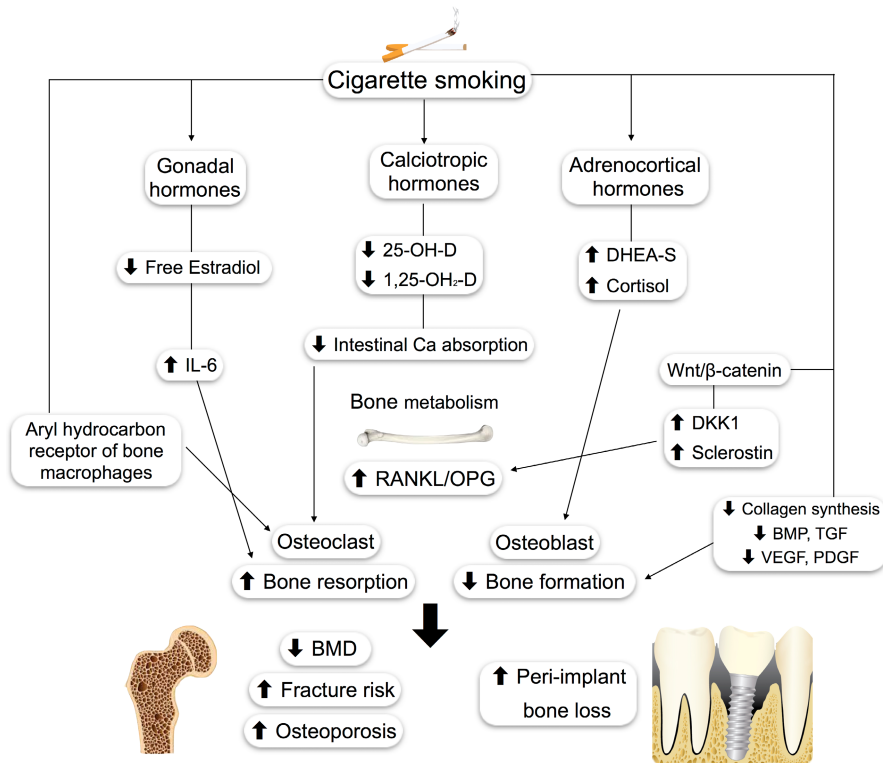 Cigarette smoking
Gonadal
hormones
Calciotropic
hormones
Adrenocortical
hormones
⬇ Free Estradiol
⬇ 25-OH-D
⬇ 1,25-OH₂-D
⬆ DHEA-S
⬆ Cortisol
⬆ IL-6
⬇ Intestinal Ca absorption
Wnt/β-catenin
Bone metabolism
Aryl hydrocarbon
receptor of bone
macrophages
⬆ DKK1
⬆ Sclerostin
⬆ RANKL/OPG
⬇ Collagen synthesis
⬇ BMP, TGF
⬇ VEGF, PDGF
Osteoclast
⬆ Bone resorption
Osteoblast
⬇ Bone formation
⬇ BMD
⬆ Fracture risk
⬆ Osteoporosis
⬆ Peri-implant
bone loss